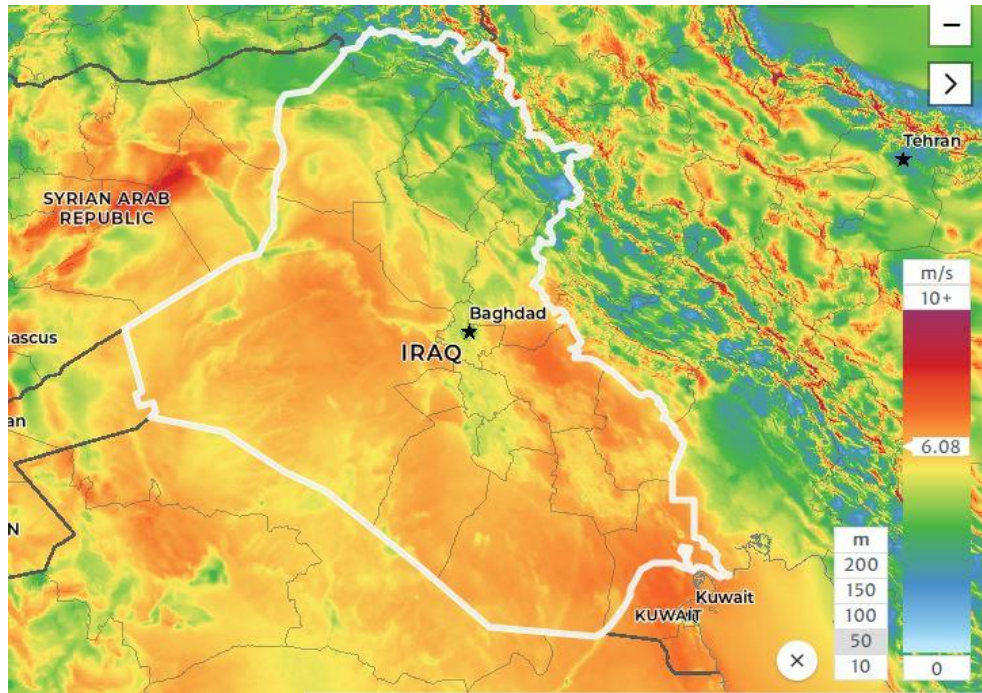 −
>
Tehran
SYRIAN ARAB
REPUBLIC
m/s
10+
Baghdad
IRAQ
ascus
an
6.08
N
m
200
150
100
50
10
0
Kuwait
KUWAIT
×